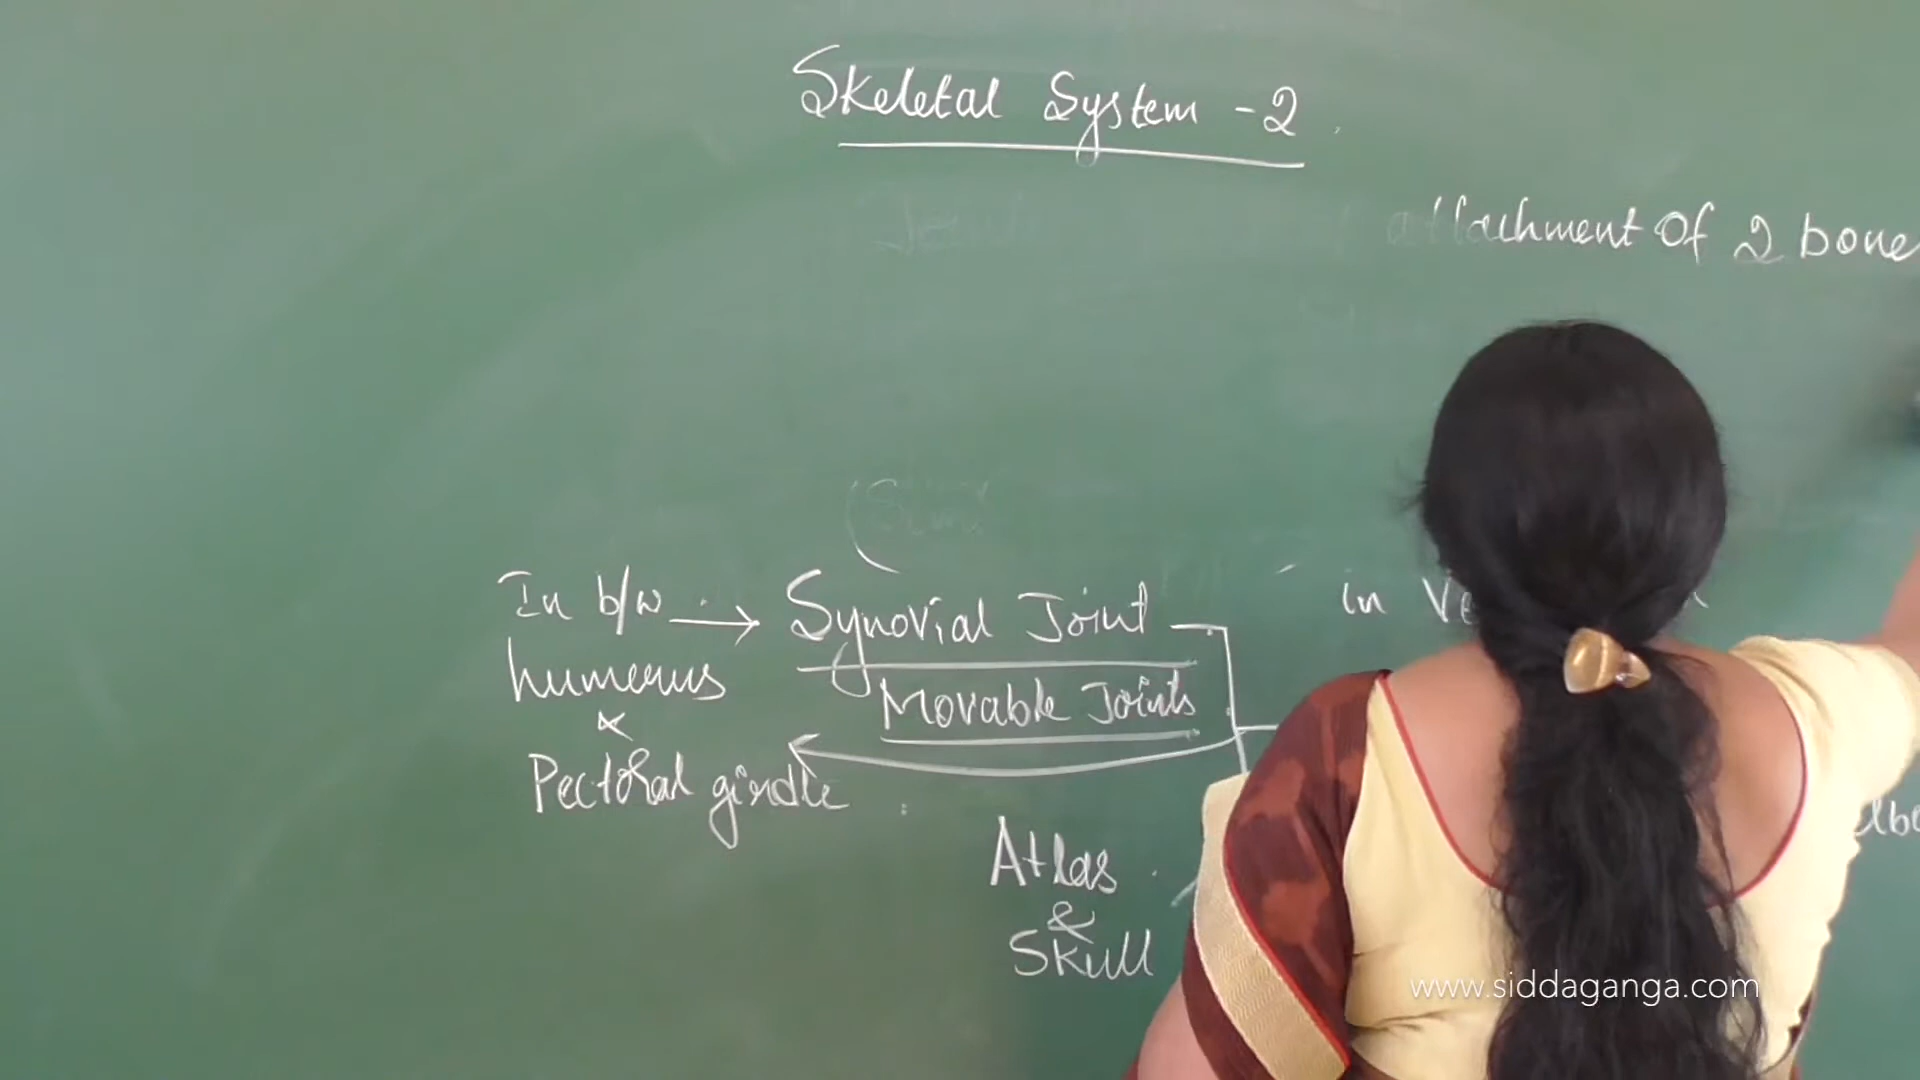 Skeletal System - 2
attachment Of 2 bone
In b/w → Synovial Joint
in Ve
humerus
Movable Joints
&
Pectoral girdle
Atlas
&
Skull
www.siddaganga.com